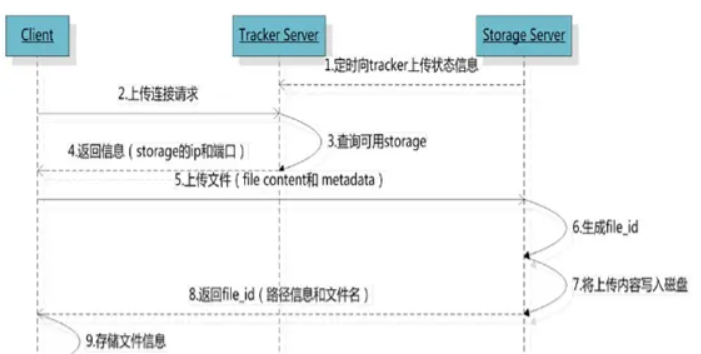 Client
Tracker Server
Storage Server
1.定时向tracker上传状态信息
2.上传连接请求
3.查询可用storage
4.返回信息（storage的ip和端口）
5.上传文件（file content和 metadata）
6.生成file_id
7.将上传内容写入磁盘
8.返回file_id（路径信息和文件名）
9.存储文件信息